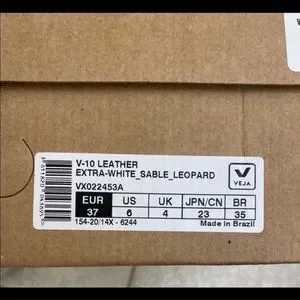 V-10 LEATHER
EXTRA-WHITE_SABLE_LEOPARD
VX022453A
V
VEJA
EUR US UK JPN/CN BR
37 6 4 23 35
154-20/14X - 6244 Made in Brazil